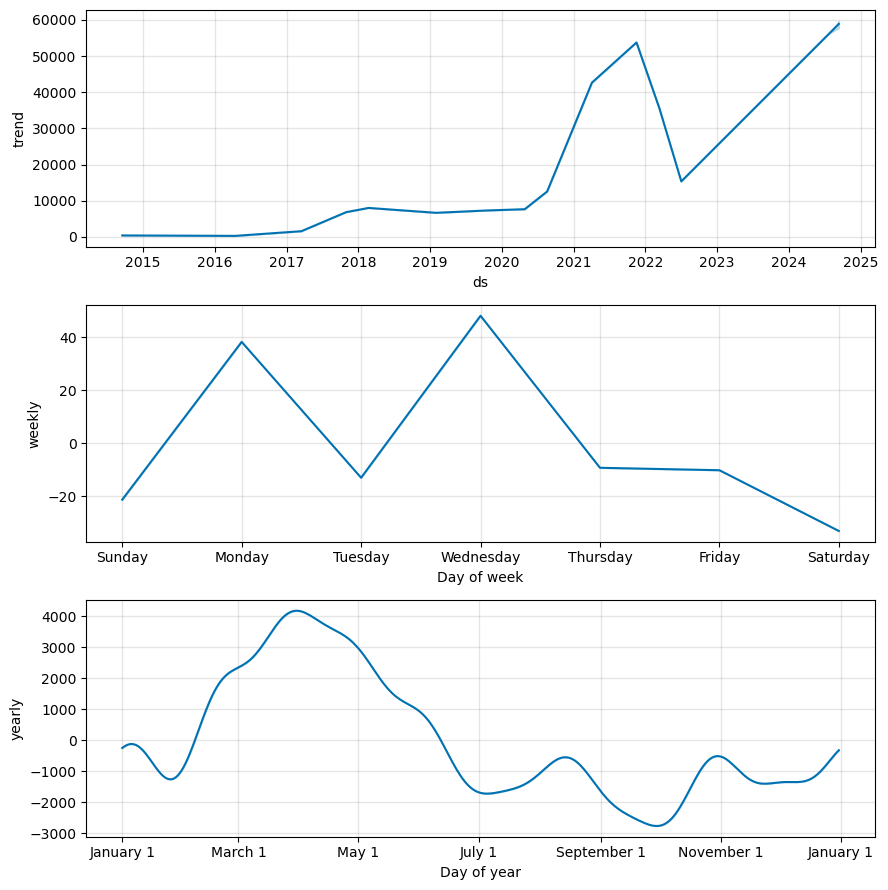 60000
50000
40000
30000
20000
10000
0
trend
2015 2016 2017 2018 2019 2020 2021 2022 2023 2024 2025
ds
40
20
0
−20
weekly
Sunday Monday Tuesday Wednesday Thursday Friday Saturday
Day of week
4000
3000
2000
1000
0
−1000
−2000
−3000
yearly
January 1 March 1 May 1 July 1 September 1 November 1 January 1
Day of year